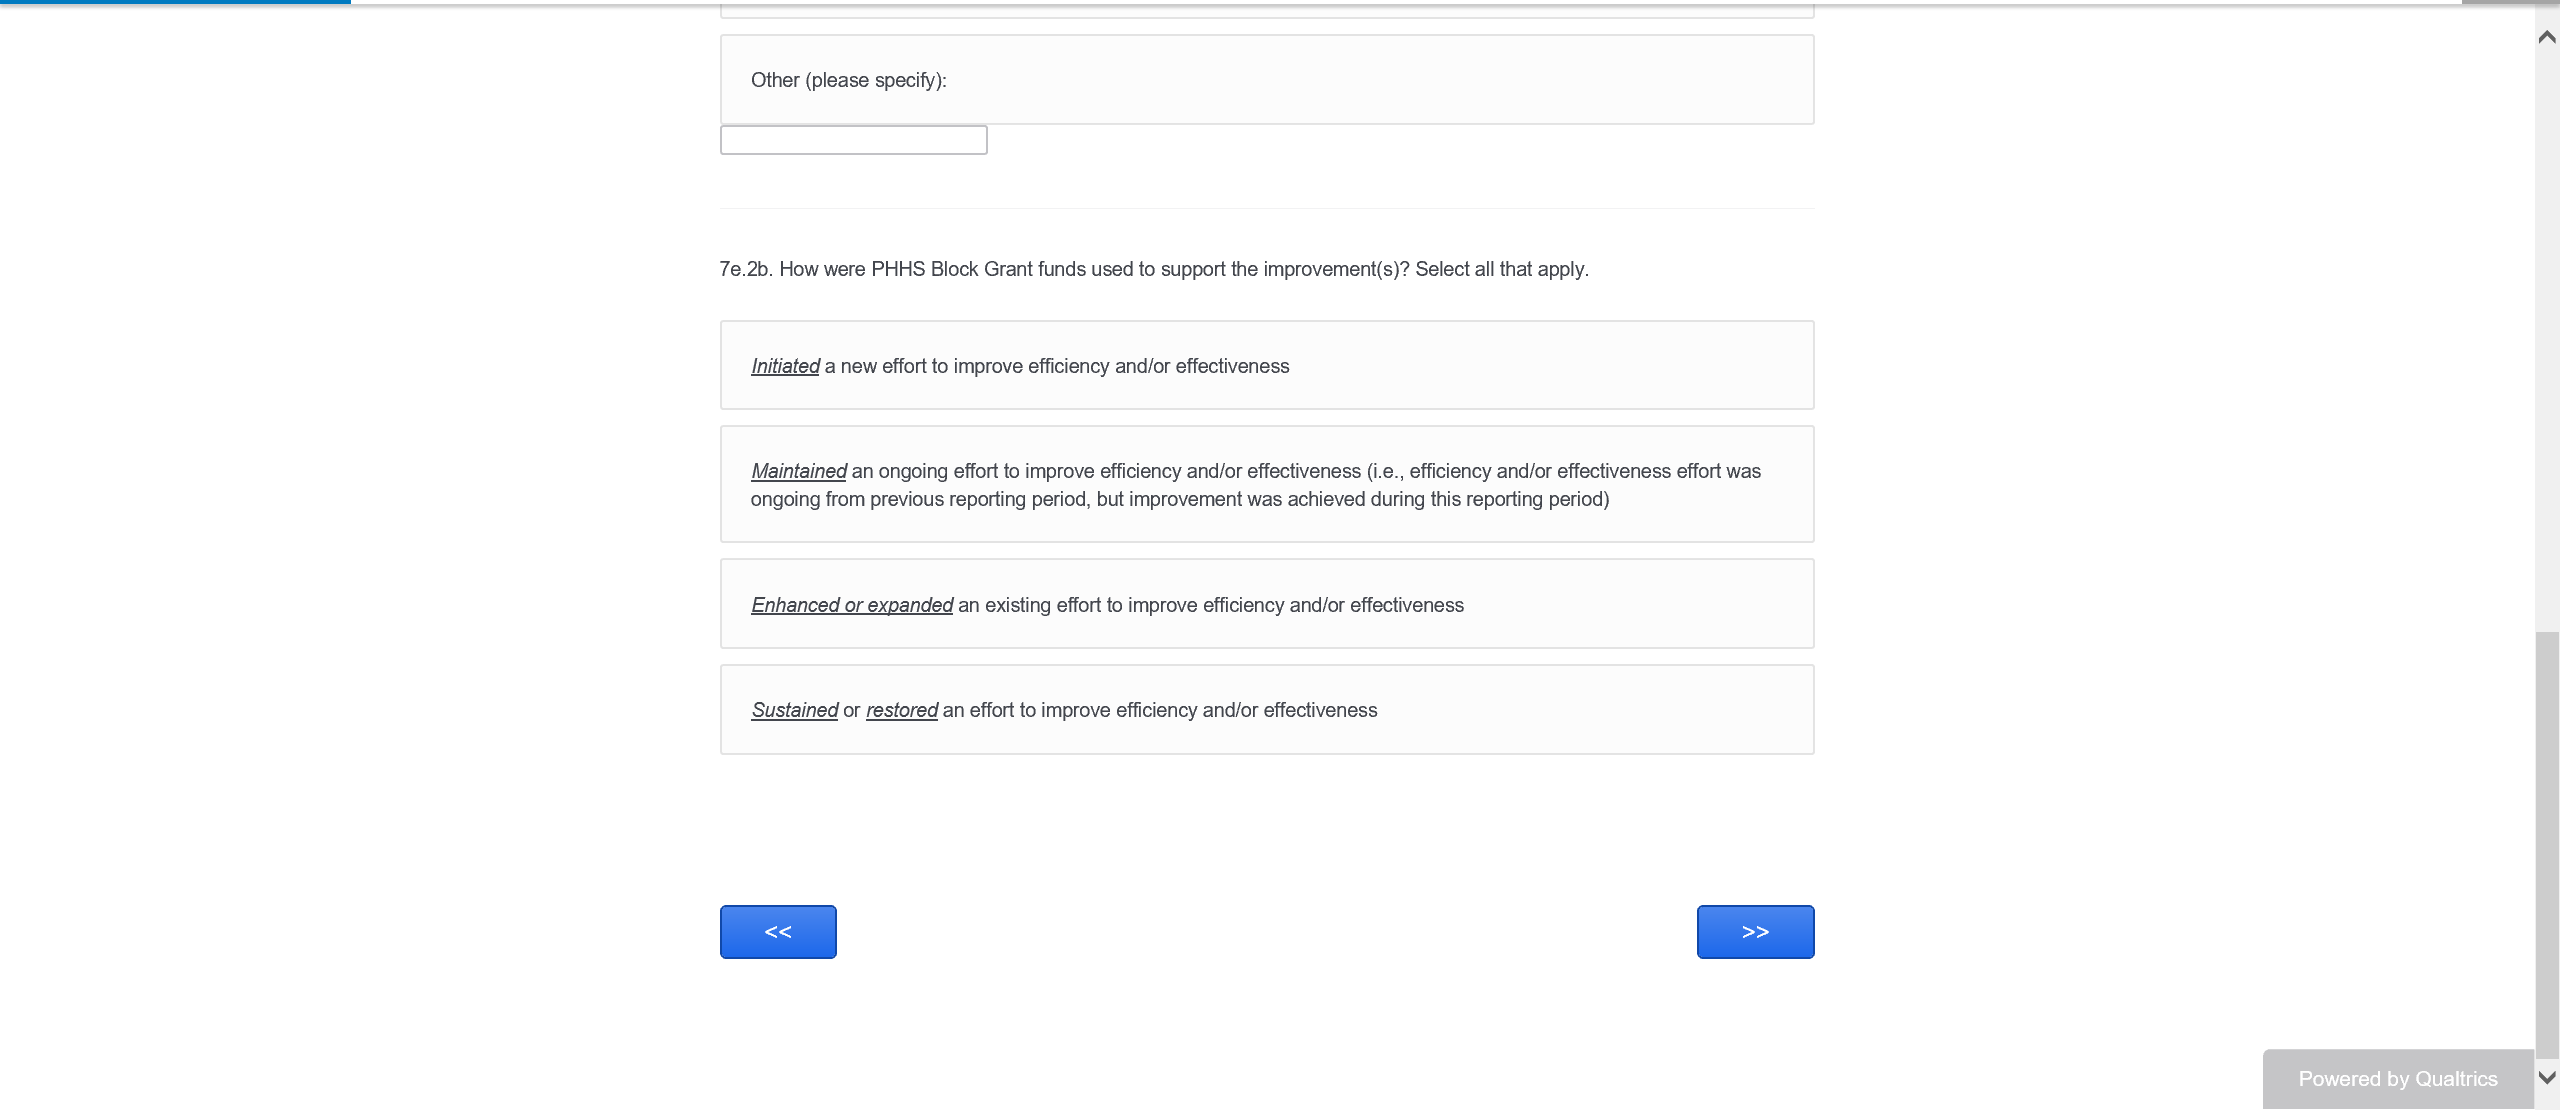 Other (please specify):
7e.2b. How were PHHS Block Grant funds used to support the improvement(s)? Select all that apply.
Initiated a new effort to improve efficiency and/or effectiveness
Maintained an ongoing effort to improve efficiency and/or effectiveness (i.e., efficiency and/or effectiveness effort was
ongoing from previous reporting period, but improvement was achieved during this reporting period)
Enhanced or expanded an existing effort to improve efficiency and/or effectiveness
Sustained or restored an effort to improve efficiency and/or effectiveness
<< >>
Powered by Qualtrics